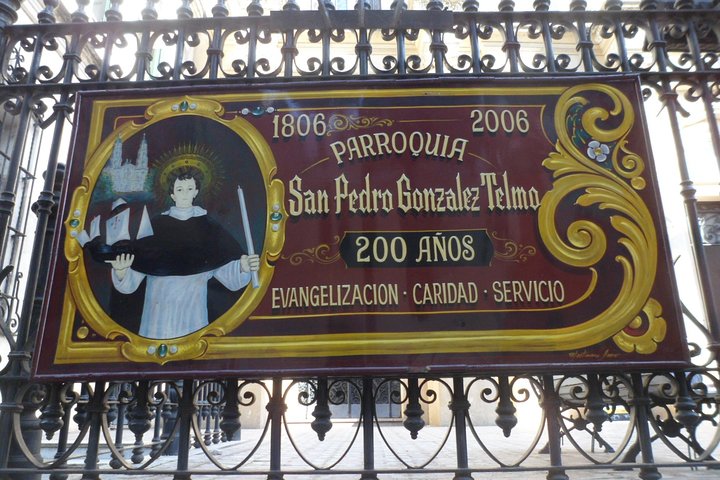 1806 2006
PARROQUIA
San Pedro Gonzalez Telmo
200 AÑOS
EVANGELIZACION · CARIDAD · SERVICIO